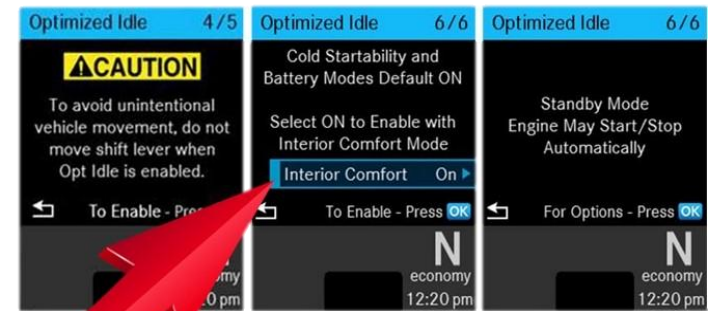 Optimized Idle 4/5
CAUTION
To avoid unintentional
vehicle movement, do not
move shift lever when
Opt Idle is enabled.
To Enable -
20 pm
Optimized Idle 6/6
Cold Startability and
Battery Modes Default ON
Select ON to Enable with
Interior Comfort Mode
Interior Comfort On
To Enable - Press OK
N
economy
12:20 pm
Optimized Idle 6/6
Standby Mode
Engine May Start/Stop
Automatically
For Options - Press OK
N
economy
12:20 pm